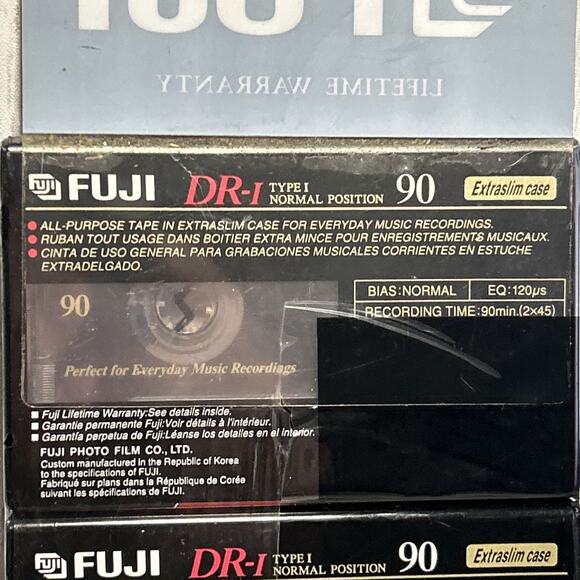 LIFETIME WARRANTY
FUJI DR-I TYPE I NORMAL POSITION 90 Extraslim case
● ALL-PURPOSE TAPE IN EXTRASLIM CASE FOR EVERYDAY MUSIC RECORDINGS.
● RUBAN TOUT USAGE DANS BOITIER EXTRA MINCE POUR ENREGISTREMENTS MUSICAUX.
● CINTA DE USO GENERAL PARA GRABACIONES MUSICALES CORRIENTES EN ESTUCHE
EXTRADELGADO.
BIAS:NORMAL EQ:120μs
RECORDING TIME:90min.(2×45)
90
Perfect for Everyday Music Recordings
■ Fuji Lifetime Warranty:See details inside.
■ Garantie permanente Fuji:Voir détails à l'intérieur.
■ Garantía perpetua de Fuji:Léanse los detalles en el interior.
FUJI PHOTO FILM CO., LTD.
Custom manufactured in the Republic of Korea
to the specifications of FUJI.
Fabriqué sur plans dans la République de Corée
suivant les spécifications de FUJI.
FUJI DR-I TYPE I NORMAL POSITION 90 Extraslim case